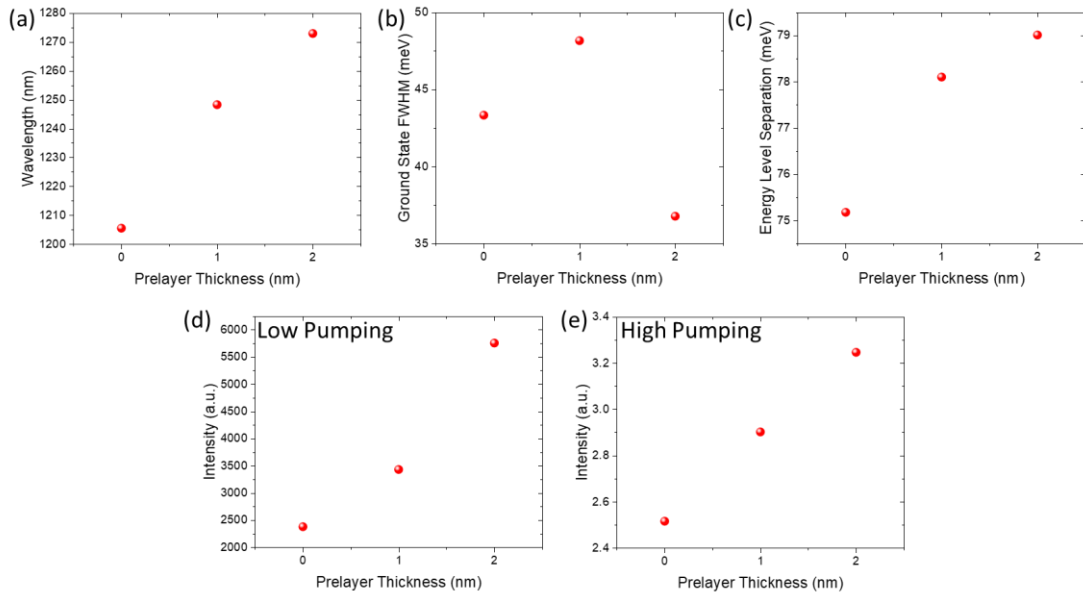 (a)
Wavelength (nm)
1280
1270
1260
1250
1240
1230
1220
1210
1200
0 1 2
Prelayer Thickness (nm)
(b)
Ground State FWHM (meV)
50
45
40
35
0 1 2
Prelayer Thickness (nm)
(c)
Energy Level Separation (meV)
79
78
77
76
75
0 1 2
Prelayer Thickness (nm)
(d)
Low Pumping
Intensity (a.u.)
6000
5500
5000
4500
4000
3500
3000
2500
2000
0 1 2
Prelayer Thickness (nm)
(e)
High Pumping
Intensity (a.u.)
3.4
3.2
3.0
2.8
2.6
2.4
0 1 2
Prelayer Thickness (nm)